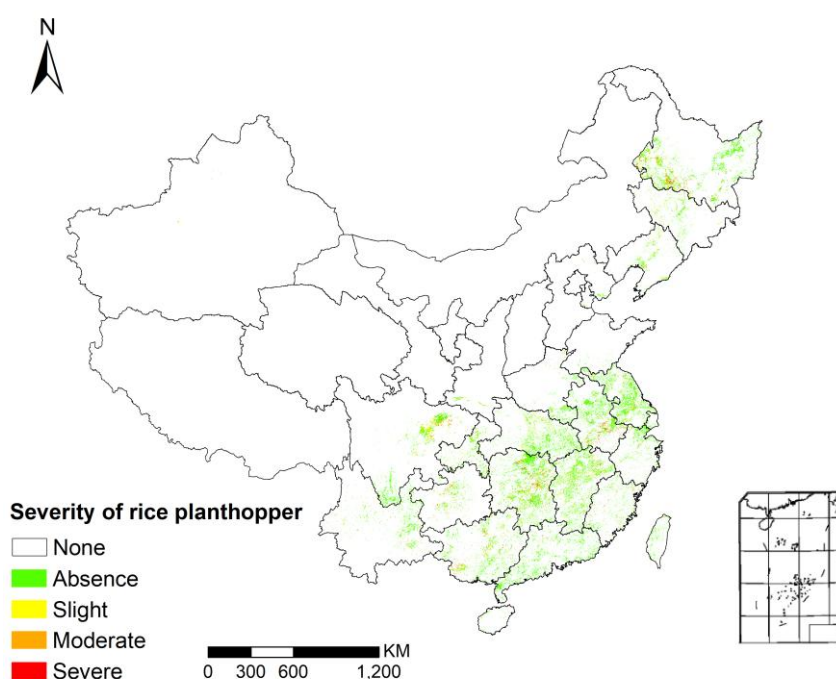 N
Severity of rice planthopper
None
Absence
Slight
Moderate
Severe
KM
0 300 600 1,200